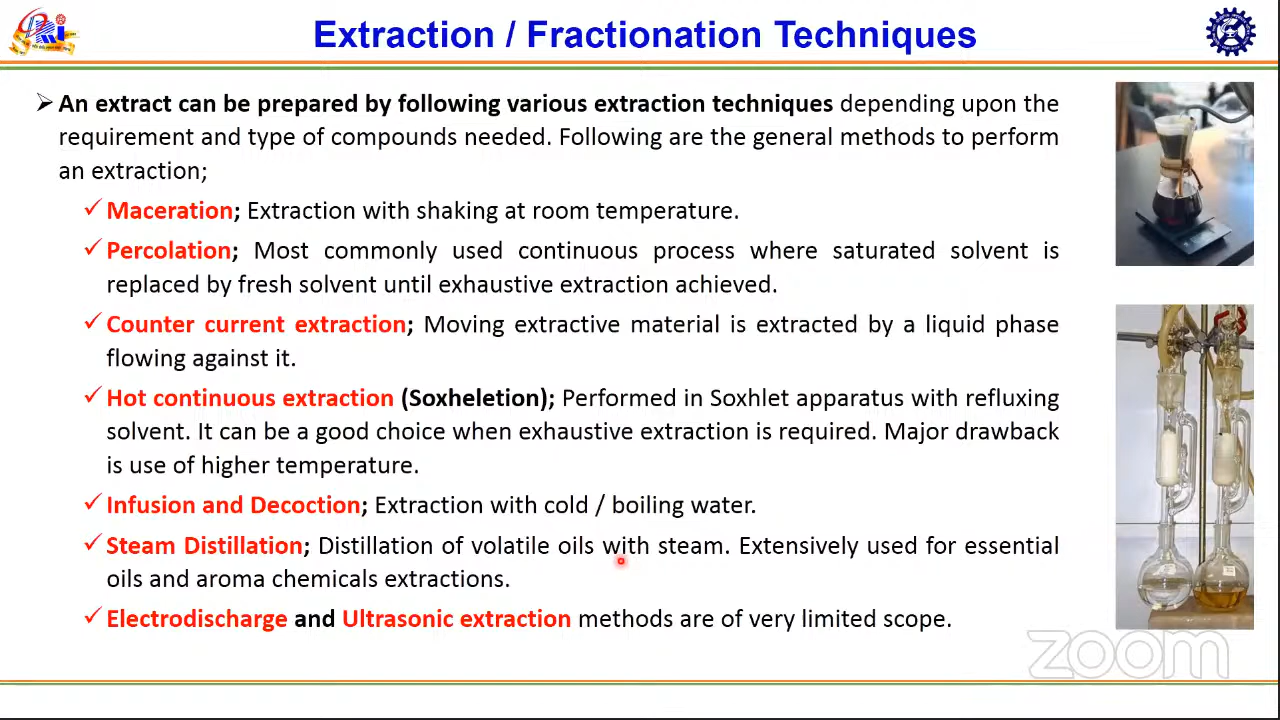 Extraction / Fractionation Techniques
➢ An extract can be prepared by following various extraction techniques depending upon the
requirement and type of compounds needed. Following are the general methods to perform
an extraction;
✓ Maceration; Extraction with shaking at room temperature.
✓ Percolation; Most commonly used continuous process where saturated solvent is
replaced by fresh solvent until exhaustive extraction achieved.
✓ Counter current extraction; Moving extractive material is extracted by a liquid phase
flowing against it.
✓ Hot continuous extraction (Soxheletion); Performed in Soxhlet apparatus with refluxing
solvent. It can be a good choice when exhaustive extraction is required. Major drawback
is use of higher temperature.
✓ Infusion and Decoction; Extraction with cold / boiling water.
✓ Steam Distillation; Distillation of volatile oils with steam. Extensively used for essential
oils and aroma chemicals extractions.
✓ Electrodischarge and Ultrasonic extraction methods are of very limited scope.
zoom